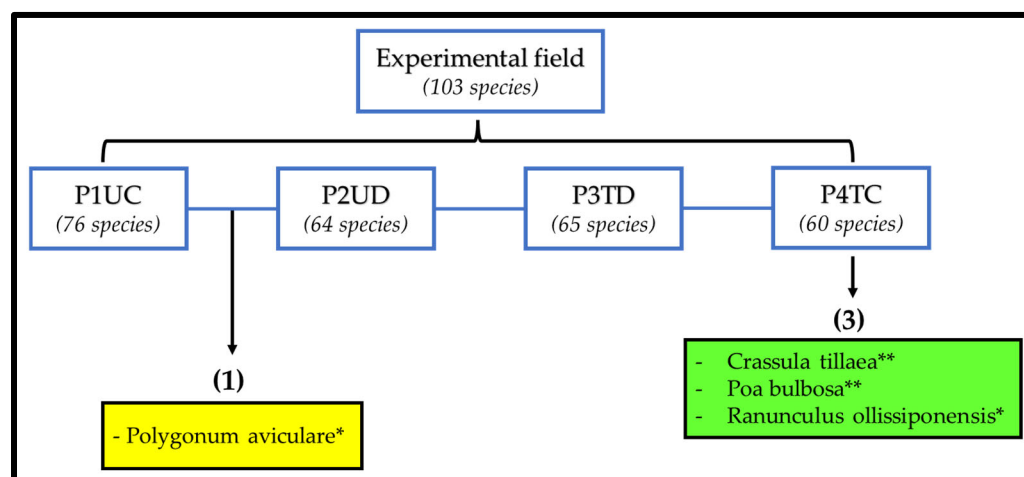 Experimental field
(103 species)
P1UC
(76 species)
P2UD
(64 species)
P3TD
(65 species)
P4TC
(60 species)
(1)
- Polygonum aviculare*
(3)
- Crassula tillaea**
- Poa bulbosa**
- Ranunculus ollissiponensis*